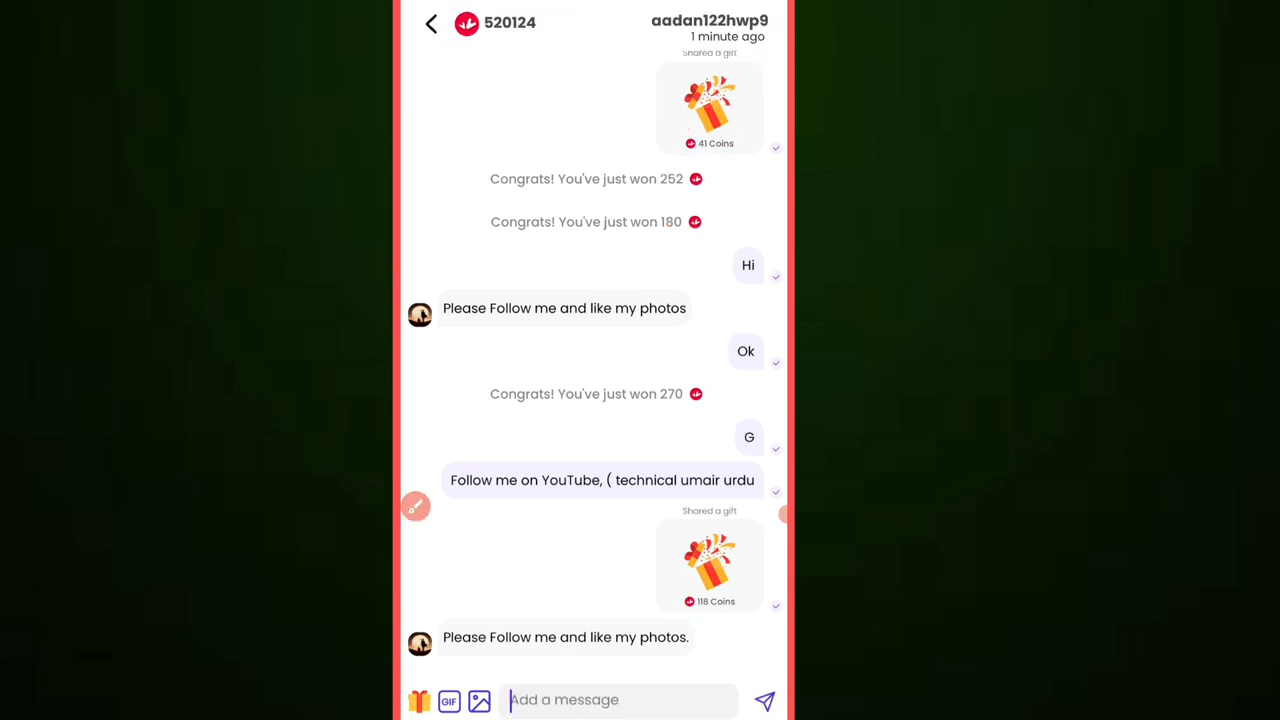 520124
aadan122hwp9
1 minute ago
Shared a gift
41 Coins
Congrats! You've just won 252
Congrats! You've just won 180
Hi
Please Follow me and like my photos
Ok
Congrats! You've just won 270
G
Follow me on YouTube, ( technical umair urdu
Shared a gift
118 Coins
Please Follow me and like my photos.
GIF
Add a message